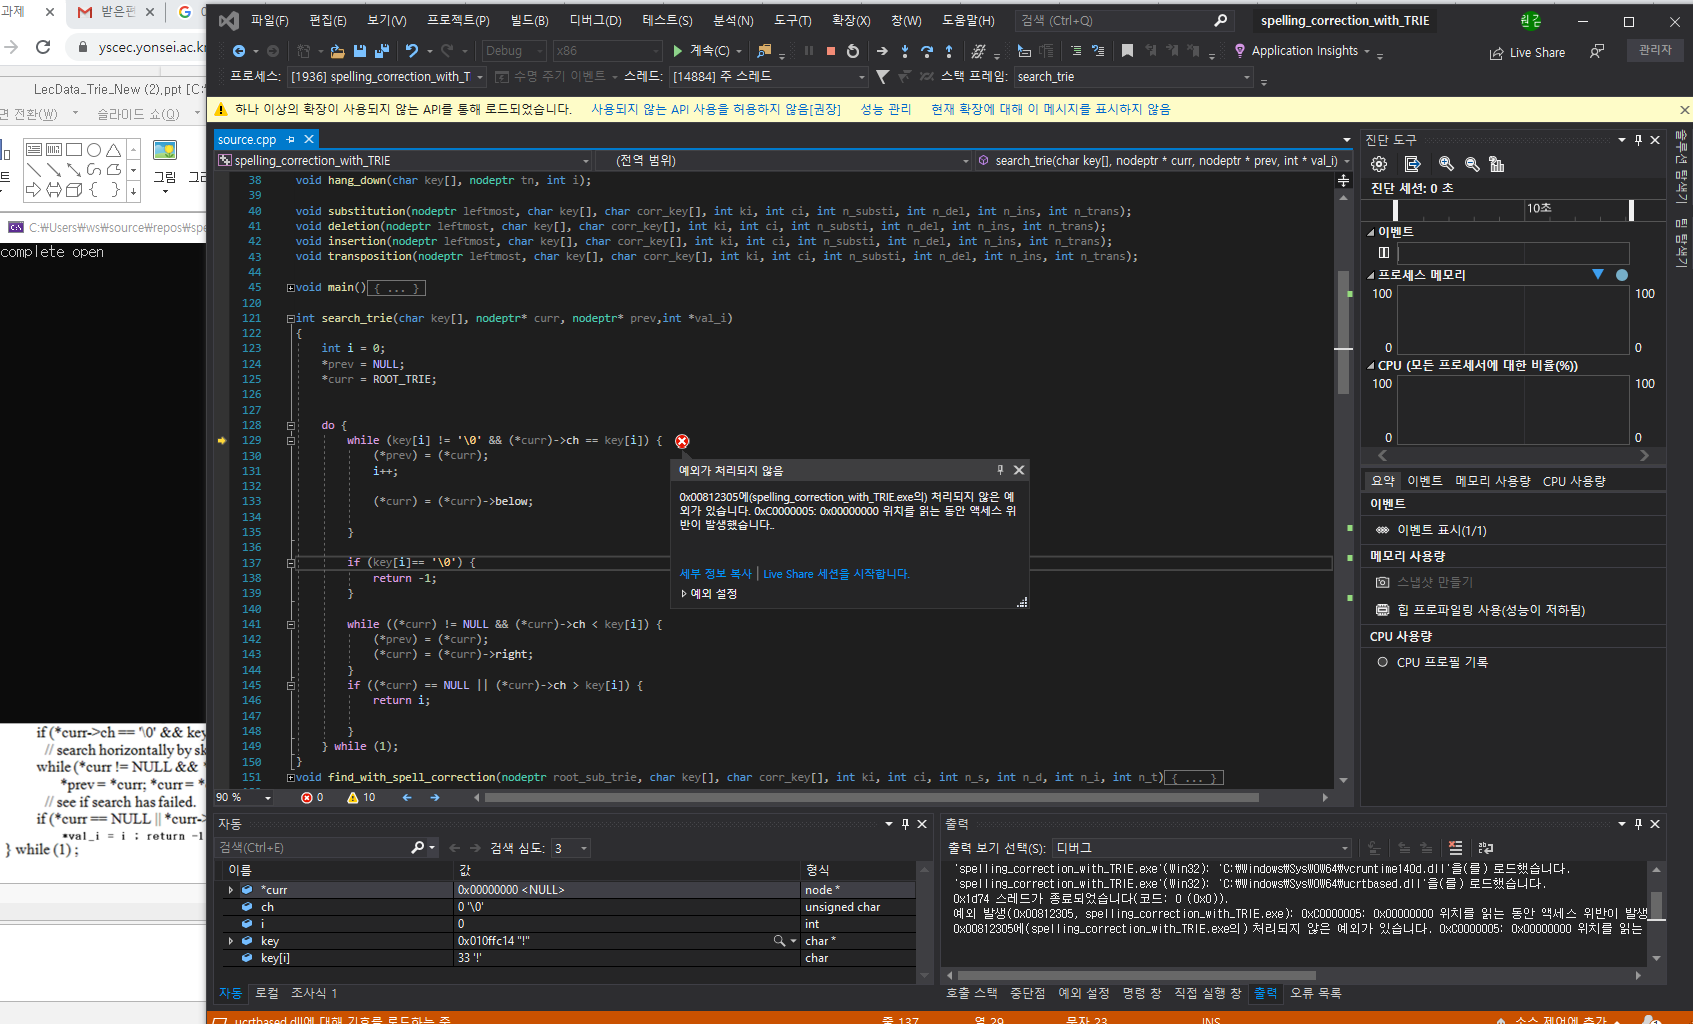 과제
받은편
yscec.yonsei.ac.kr
LecData_Trie_New (2).ppt [C:\
면 전환(W)
슬라이드 쇼(Q)
그림
C:\Users\ws\source\repos\spe
complete open
if (*curr->ch == '\0' && key
// search horizontally by sk
while (*curr != NULL && *
*prev = *curr; *curr = *
// see if search has failed.
if (*curr == NULL || *curr->
*val_i = i ; return -1
} while (1) ;
파일(F) 편집(E) 보기(V) 프로젝트(P) 빌드(B) 디버그(D) 테스트(S) 분석(N) 도구(T) 확장(X) 창(W) 도움말(H) 검색 (Ctrl+Q) spelling_correction_with_TRIE
Debug x86 계속(C) Application Insights Live Share 관리자
프로세스: [1936] spelling_correction_with_T 수명 주기 이벤트 스레드: [14884] 주 스레드 스택 프레임: search_trie
하나 이상의 확장이 사용되지 않는 API를 통해 로드되었습니다. 사용되지 않는 API 사용을 허용하지 않음[권장] 성능 관리 현재 확장에 대해 이 메시지를 표시하지 않음
source.cpp
spelling_correction_with_TRIE (전역 범위) search_trie(char key[], nodeptr * curr, nodeptr * prev, int * val_i)
38 void hang_down(char key[], nodeptr tn, int i);
39
40 void substitution(nodeptr leftmost, char key[], char corr_key[], int ki, int ci, int n_substi, int n_del, int n_ins, int n_trans);
41 void deletion(nodeptr leftmost, char key[], char corr_key[], int ki, int ci, int n_substi, int n_del, int n_ins, int n_trans);
42 void insertion(nodeptr leftmost, char key[], char corr_key[], int ki, int ci, int n_substi, int n_del, int n_ins, int n_trans);
43 void transposition(nodeptr leftmost, char key[], char corr_key[], int ki, int ci, int n_substi, int n_del, int n_ins, int n_trans);
44
45 void main(){ ... }
120
121 int search_trie(char key[], nodeptr* curr, nodeptr* prev,int *val_i)
122 {
123 int i = 0;
124 *prev = NULL;
125 *curr = ROOT_TRIE;
126
127
128 do {
129 while (key[i] != '\0' && (*curr)->ch == key[i]) {
130 (*prev) = (*curr);
131 i++;
132
133 (*curr) = (*curr)->below;
134
135 }
136
137 if (key[i]== '\0') {
138 return -1;
139 }
140
141 while ((*curr) != NULL && (*curr)->ch < key[i]) {
142 (*prev) = (*curr);
143 (*curr) = (*curr)->right;
144 }
145 if ((*curr) == NULL || (*curr)->ch > key[i]) {
146 return i;
147
148 }
149 } while (1);
150 }
151 void find_with_spell_correction(nodeptr root_sub_trie, char key[], char corr_key[], int ki, int ci, int n_s, int n_d, int n_i, int n_t){ ... }
예외가 처리되지 않음
0x00812305에(spelling_correction_with_TRIE.exe의) 처리되지 않은 예
외가 있습니다. 0xC0000005: 0x00000000 위치를 읽는 동안 액세스 위
반이 발생했습니다..
세부 정보 복사 | Live Share 세션을 시작합니다.
예외 설정
90 % 0 10
진단 도구
진단 세션: 0 초
10초
이벤트
프로세스 메모리
100 100
0 0
CPU (모든 프로세서에 대한 비율(%))
100 100
0 0
요약 이벤트 메모리 사용량 CPU 사용량
이벤트
이벤트 표시(1/1)
메모리 사용량
스냅샷 만들기
힙 프로파일링 사용(성능이 저하됨)
CPU 사용량
CPU 프로필 기록
솔루션 탐색기
팀 탐색기
자동
검색(Ctrl+E) 검색 심도: 3
이름 값 형식
*curr 0x00000000 <NULL> node *
ch 0 '\0' unsigned char
i 0 int
key 0x010ffc14 "!" char *
key[i] 33 '!' char
자동 로컬 조사식 1
출력
출력 보기 선택(S): 디버그
'spelling_correction_with_TRIE.exe'(Win32): 'C:\Windows\SysWOW64\vcruntime140d.dll'을(를) 로드했습니다.
'spelling_correction_with_TRIE.exe'(Win32): 'C:\Windows\SysWOW64\ucrtbased.dll'을(를) 로드했습니다.
0x1d74 스레드가 종료되었습니다(코드: 0 (0x0)).
예외 발생(0x00812305, spelling_correction_with_TRIE.exe): 0xC0000005: 0x00000000 위치를 읽는 동안 액세스 위반이 발생
0x00812305에(spelling_correction_with_TRIE.exe의) 처리되지 않은 예외가 있습니다. 0xC0000005: 0x00000000 위치를 읽는
호출 스택 중단점 예외 설정 명령 창 직접 실행 창 출력 오류 목록
ucrtbased.dll에 대해 기호를 로드하는 중 줄 137 열 29 문자 23 INS 소스 제어에 추가